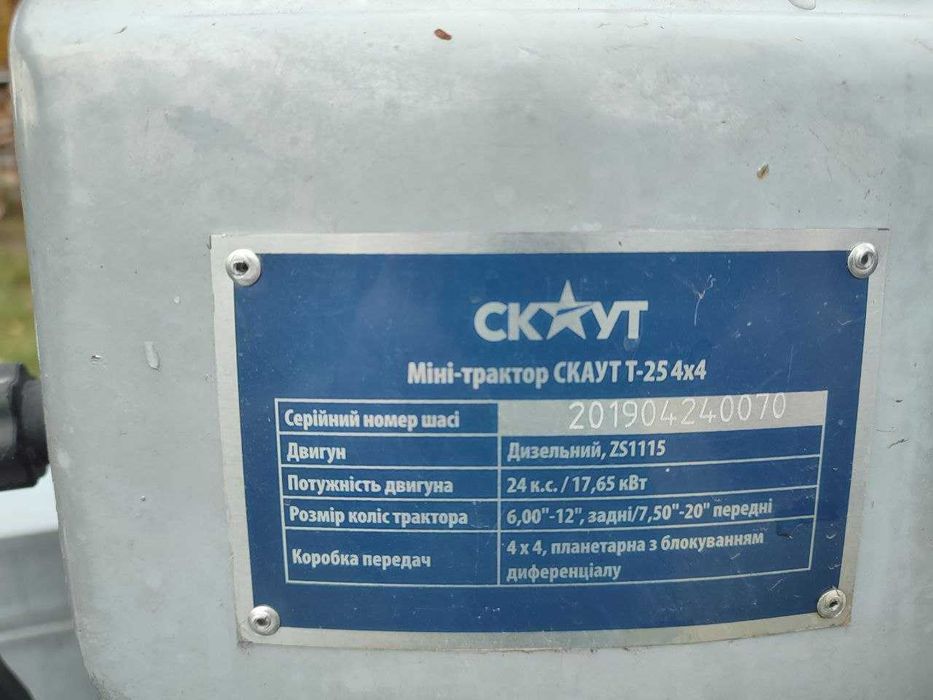 СКАУТ
Міні-трактор СКАУТ Т-25 4х4
Серійний номер шасі 201904240070
Двигун Дизельний, ZS1115
Потужність двигуна 24 к.с. / 17,65 кВт
Розмір коліс трактора 6,00"-12", задні/7,50"-20" передні
Коробка передач 4 х 4, планетарна з блокуванням
диференціалу